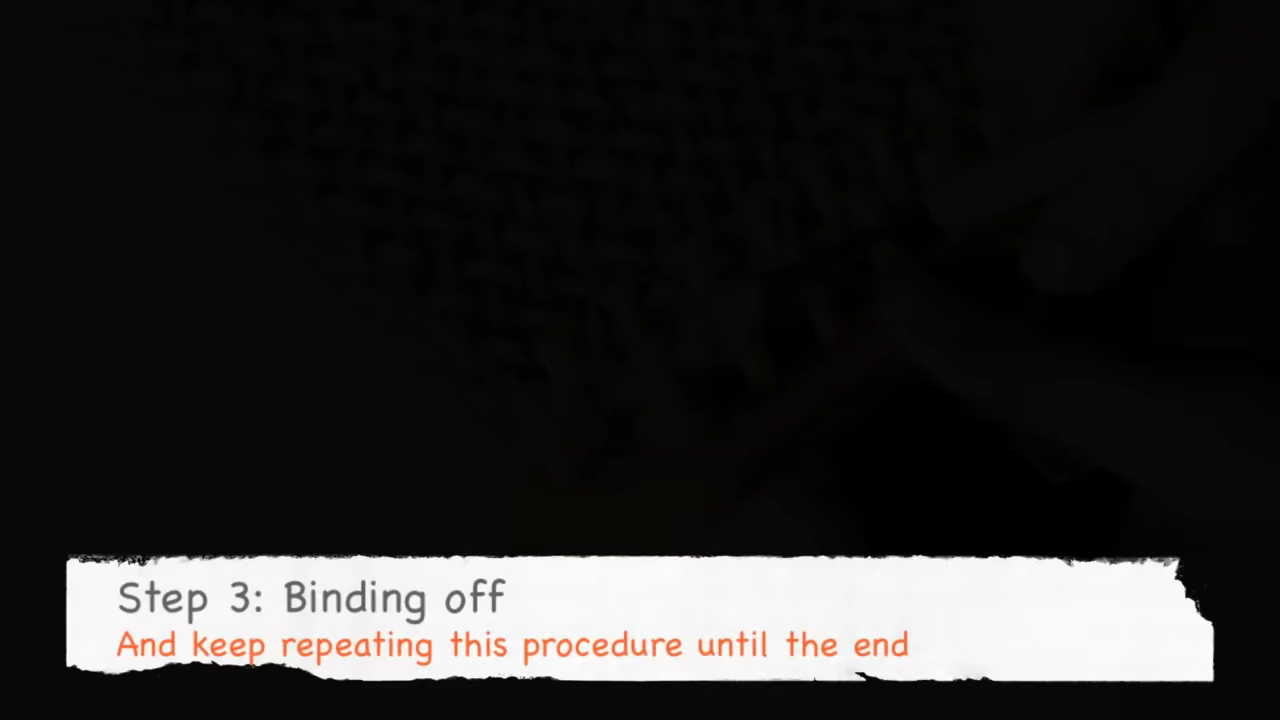 Step 3: Binding off
And keep repeating this procedure until the end